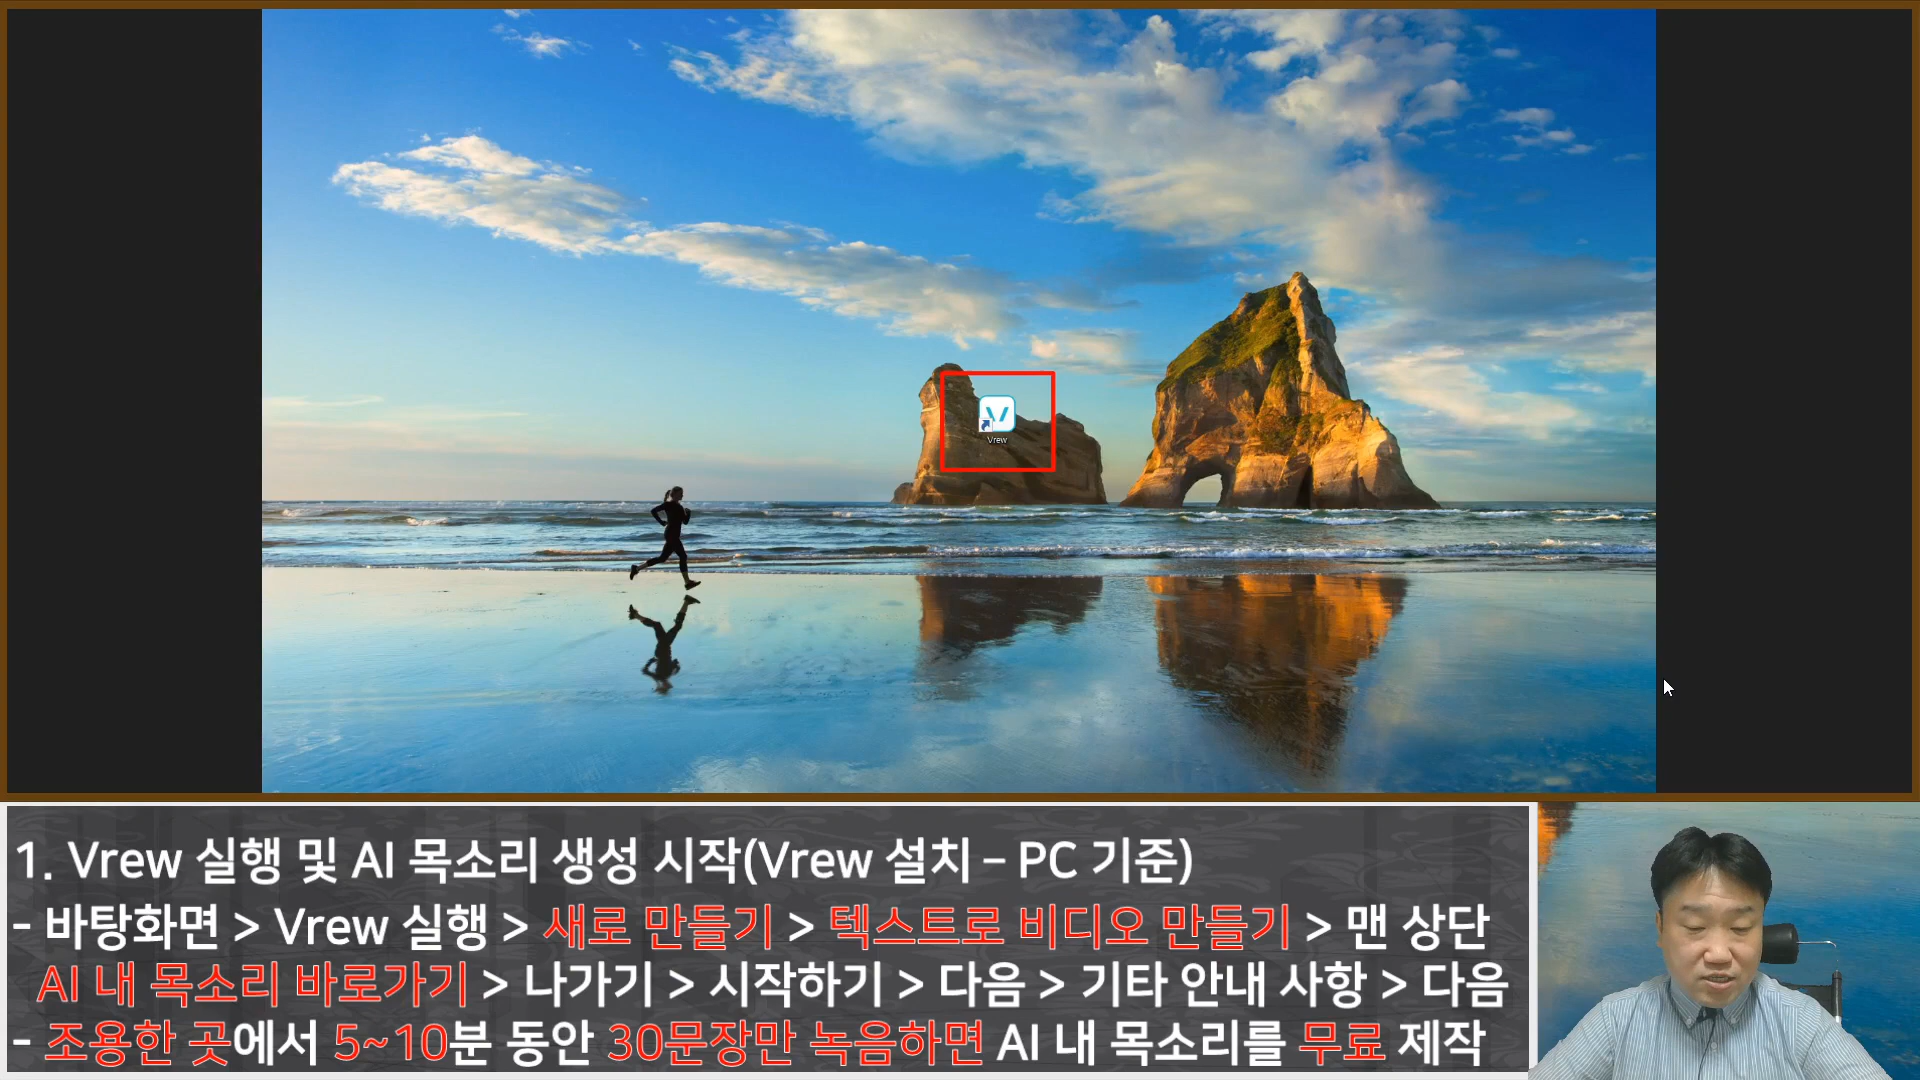 Vrew
1. Vrew 실행 및 AI 목소리 생성 시작(Vrew 설치 – PC 기준)
- 바탕화면 > Vrew 실행 > 새로 만들기 > 텍스트로 비디오 만들기 > 맨 상단
AI 내 목소리 바로가기 > 나가기 > 시작하기 > 다음 > 기타 안내 사항 > 다음
- 조용한 곳에서 5~10분 동안 30문장만 녹음하면 AI 내 목소리를 무료 제작